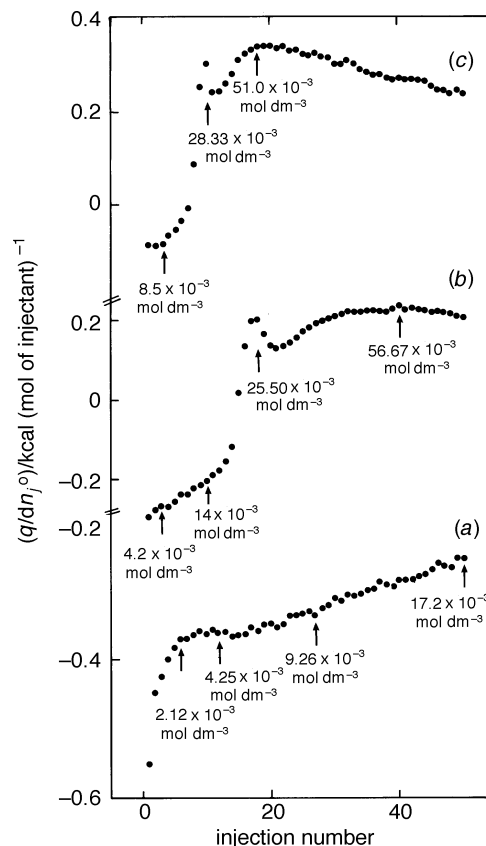 0.4
(c)
51.0 x 10⁻³
mol dm⁻³
0.2
28.33 x 10⁻³
mol dm⁻³
0
8.5 x 10⁻³
mol dm⁻³
(b)
0.2
56.67 x 10⁻³
mol dm⁻³
25.50 x 10⁻³
mol dm⁻³
0
−0.2
14 x 10⁻³
mol dm⁻³
−0.2
4.2 x 10⁻³
mol dm⁻³
(a)
17.2 x 10⁻³
mol dm⁻³
9.26 x 10⁻³
mol dm⁻³
−0.4
4.25 x 10⁻³
mol dm⁻³
2.12 x 10⁻³
mol dm⁻³
−0.6
0 20 40
injection number
(q/dnⱼᵒ)/kcal (mol of injectant)⁻¹